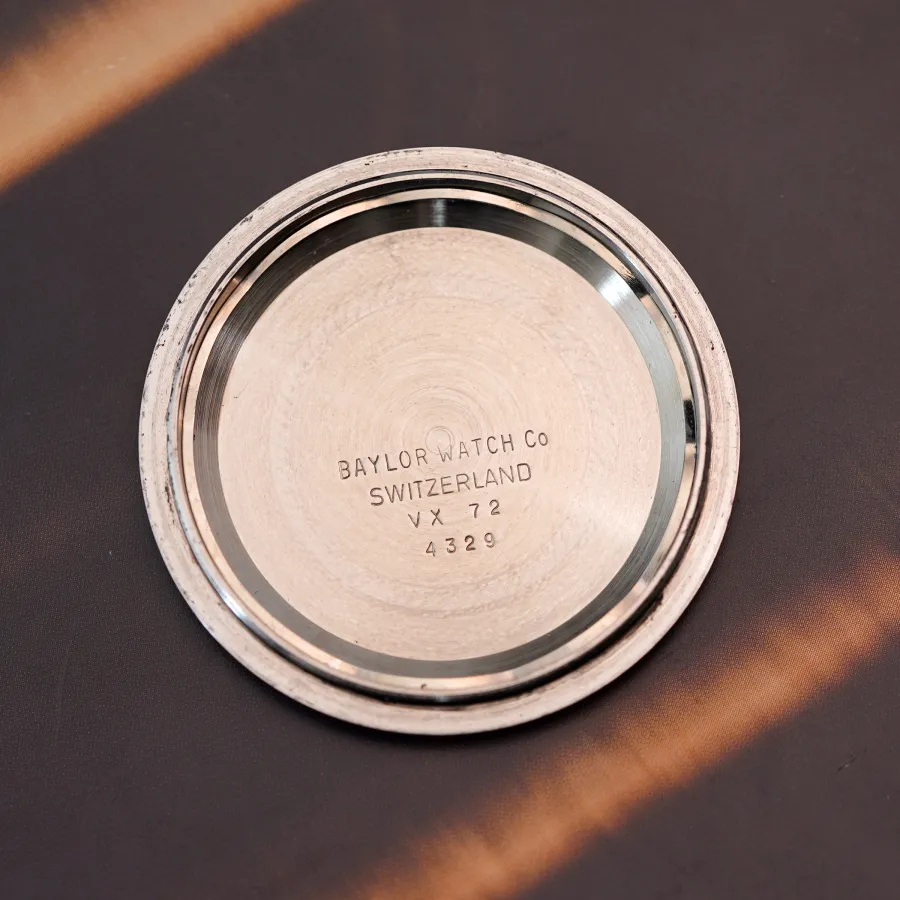 BAYLOR WATCH Co
SWITZERLAND
VX 72
4329